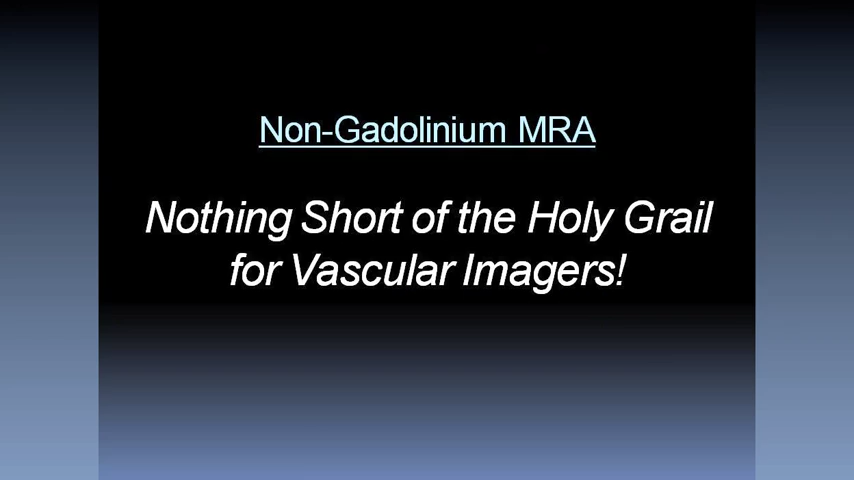 Non-Gadolinium MRA
Nothing Short of the Holy Grail
for Vascular Imagers!